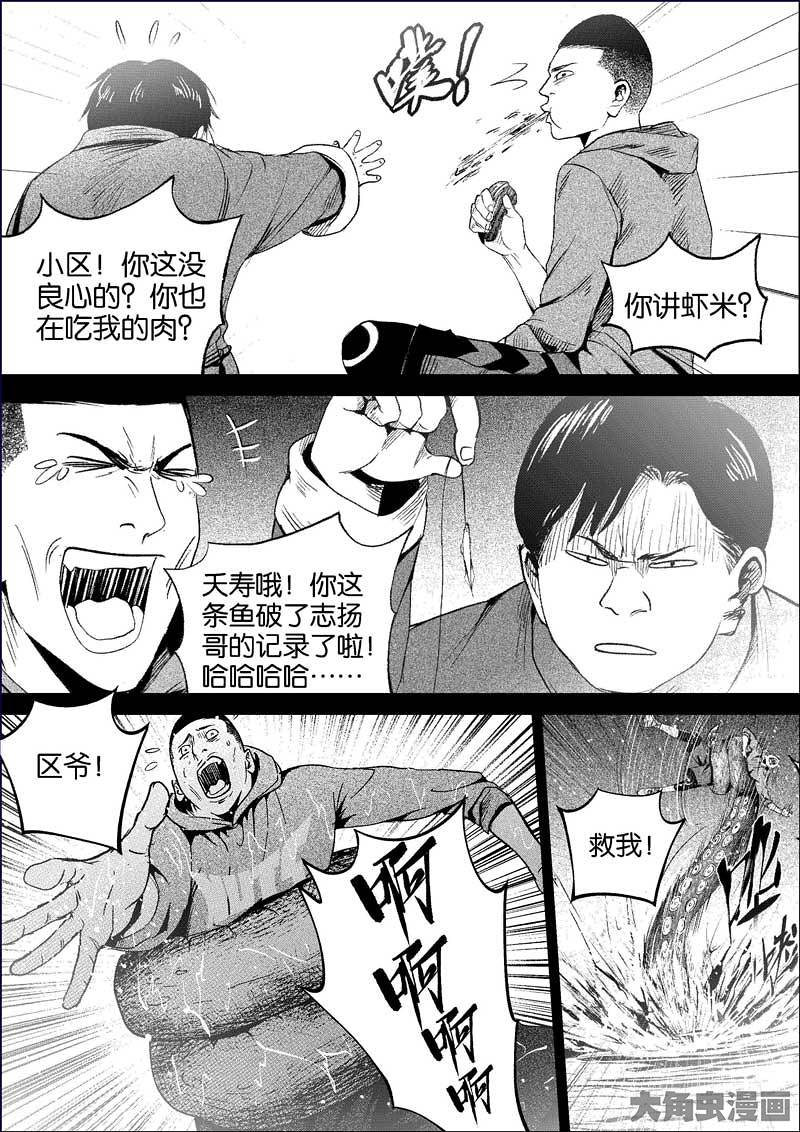 噗！
小区！你这没
良心的？你也
在吃我的肉？
你讲虾米？
夭寿哦！你这
条鱼破了志扬
哥的记录了啦！
哈哈哈哈……
区爷！
啊
啊
啊
啊
救我！
大角虫漫画